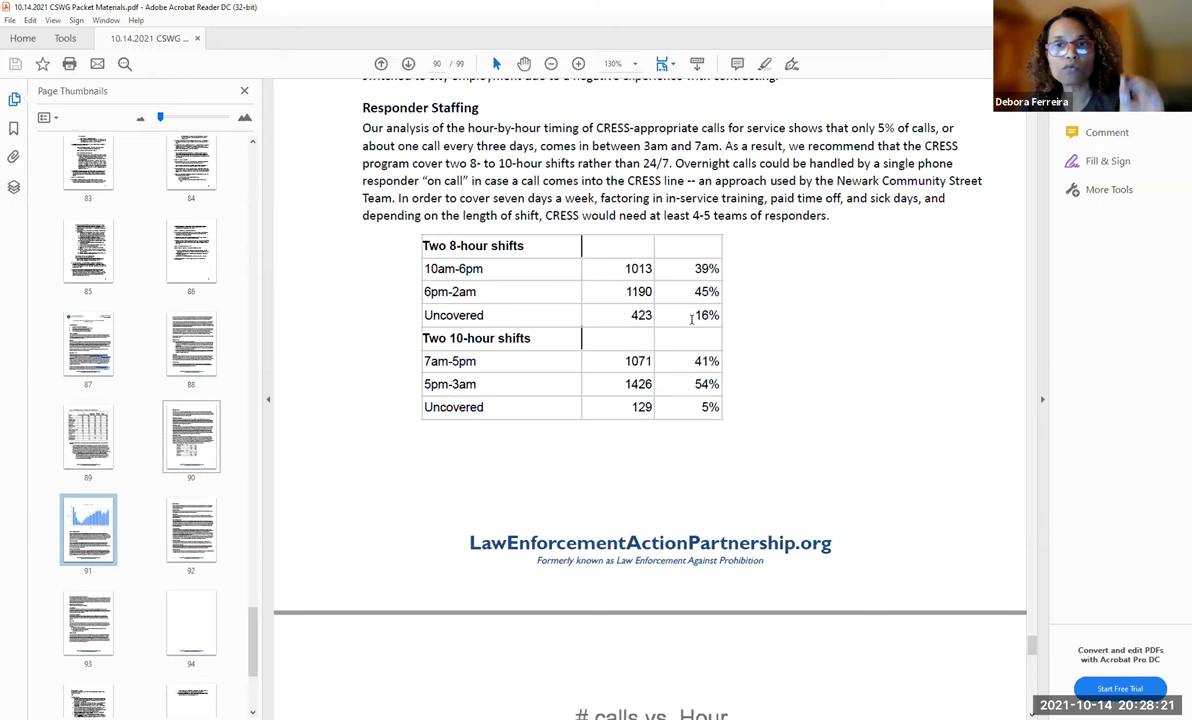 10.14.2021 CSWG Packet Materials.pdf - Adobe Acrobat Reader DC (32-bit)
File Edit View Sign Window Help
Home Tools 10.14.2021 CSWG ... ×
90 / 99 130%
Debora Ferreira
Page Thumbnails
83 84
85 86
87 88
89 90
91 92
93 94
switched to city employment due to a negative experience with contracting.
Responder Staffing
Our analysis of the hour-by-hour timing of CRESS-appropriate calls for service shows that only 5% of calls, or
about one call every three days, comes in between 3am and 7am. As a result, we recommend that the CRESS
program cover two 8- to 10-hour shifts rather than 24/7. Overnight calls could be handled by a single phone
responder “on call” in case a call comes into the CRESS line -- an approach used by the Newark Community Street
Team. In order to cover seven days a week, factoring in in-service training, paid time off, and sick days, and
depending on the length of shift, CRESS would need at least 4-5 teams of responders.
Two 8-hour shifts
10am-6pm 1013 39%
6pm-2am 1190 45%
Uncovered 423 16%
Two 10-hour shifts
7am-5pm 1071 41%
5pm-3am 1426 54%
Uncovered 129 5%
LawEnforcementActionPartnership.org
Formerly known as Law Enforcement Against Prohibition
# calls vs. Hour
Comment
Fill & Sign
More Tools
Convert and edit PDFs
with Acrobat Pro DC
Start Free Trial
2021-10-14 20:28:21